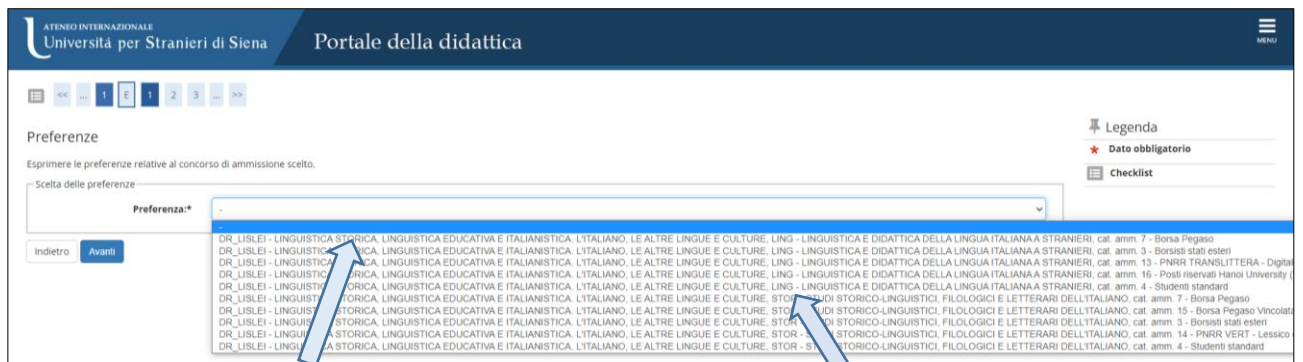 ATENEO INTERNAZIONALE
Universitá per Stranieri di Siena
Portale della didattica
MENU
<< ... 1 E 1 2 3 ... >>
Preferenze
Esprimere le preferenze relative al concorso di ammissione scelto.
Scelta delle preferenze
Preferenza:* -
-
DR_LISLEI - LINGUISTICA STORICA, LINGUISTICA EDUCATIVA E ITALIANISTICA. L'ITALIANO, LE ALTRE LINGUE E CULTURE, LING - LINGUISTICA E DIDATTICA DELLA LINGUA ITALIANA A STRANIERI, cat. amm. 7 - Borsa Pegaso
DR_LISLEI - LINGUISTICA STORICA, LINGUISTICA EDUCATIVA E ITALIANISTICA. L'ITALIANO, LE ALTRE LINGUE E CULTURE, LING - LINGUISTICA E DIDATTICA DELLA LINGUA ITALIANA A STRANIERI, cat. amm. 3 - Borsisti stati esteri
DR_LISLEI - LINGUISTICA STORICA, LINGUISTICA EDUCATIVA E ITALIANISTICA. L'ITALIANO, LE ALTRE LINGUE E CULTURE, LING - LINGUISTICA E DIDATTICA DELLA LINGUA ITALIANA A STRANIERI, cat. amm. 13 - PNRR TRANSLITTERA - Digital
DR_LISLEI - LINGUISTICA STORICA, LINGUISTICA EDUCATIVA E ITALIANISTICA. L'ITALIANO, LE ALTRE LINGUE E CULTURE, LING - LINGUISTICA E DIDATTICA DELLA LINGUA ITALIANA A STRANIERI, cat. amm. 16 - Posti riservati Hanoi University (
DR_LISLEI - LINGUISTICA STORICA, LINGUISTICA EDUCATIVA E ITALIANISTICA. L'ITALIANO, LE ALTRE LINGUE E CULTURE, LING - LINGUISTICA E DIDATTICA DELLA LINGUA ITALIANA A STRANIERI, cat. amm. 4 - Studenti standard
DR_LISLEI - LINGUISTICA STORICA, LINGUISTICA EDUCATIVA E ITALIANISTICA. L'ITALIANO, LE ALTRE LINGUE E CULTURE, STOR - STUDI STORICO-LINGUISTICI, FILOLOGICI E LETTERARI DELL'ITALIANO, cat. amm. 7 - Borsa Pegaso
DR_LISLEI - LINGUISTICA STORICA, LINGUISTICA EDUCATIVA E ITALIANISTICA. L'ITALIANO, LE ALTRE LINGUE E CULTURE, STOR - STUDI STORICO-LINGUISTICI, FILOLOGICI E LETTERARI DELL'ITALIANO, cat. amm. 15 - Borsa Pegaso Vincolata
DR_LISLEI - LINGUISTICA STORICA, LINGUISTICA EDUCATIVA E ITALIANISTICA. L'ITALIANO, LE ALTRE LINGUE E CULTURE, STOR - STUDI STORICO-LINGUISTICI, FILOLOGICI E LETTERARI DELL'ITALIANO, cat. amm. 3 - Borsisti stati esteri
DR_LISLEI - LINGUISTICA STORICA, LINGUISTICA EDUCATIVA E ITALIANISTICA. L'ITALIANO, LE ALTRE LINGUE E CULTURE, STOR - STUDI STORICO-LINGUISTICI, FILOLOGICI E LETTERARI DELL'ITALIANO, cat. amm. 14 - PNRR VERT - Lessico
DR_LISLEI - LINGUISTICA STORICA, LINGUISTICA EDUCATIVA E ITALIANISTICA. L'ITALIANO, LE ALTRE LINGUE E CULTURE, STOR - STUDI STORICO-LINGUISTICI, FILOLOGICI E LETTERARI DELL'ITALIANO, cat. amm. 4 - Studenti standard
Indietro Avanti
Legenda
* Dato obbligatorio
Checklist